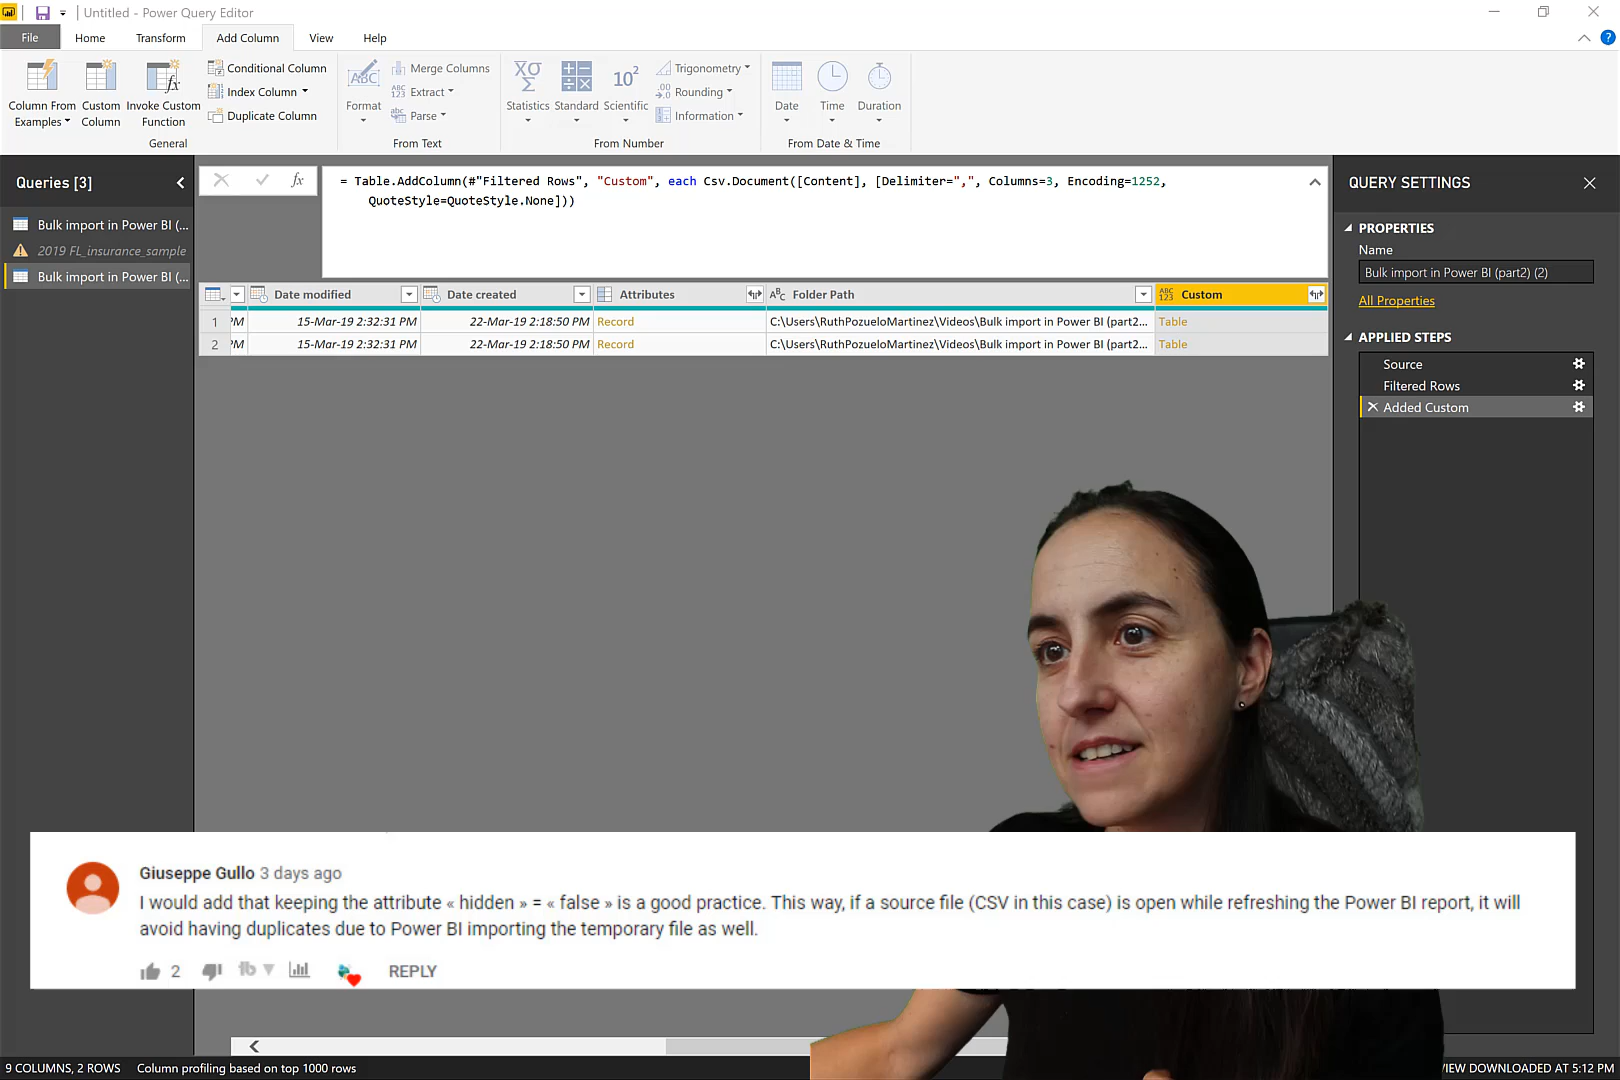 Untitled - Power Query Editor
File Home Transform Add Column View Help
Column From Examples
Custom Column
Invoke Custom Function
Conditional Column
Index Column
Duplicate Column
General
Format
Merge Columns
Extract
Parse
From Text
Statistics
Standard
Scientific
Trigonometry
Rounding
Information
From Number
Date
Time
Duration
From Date & Time
Queries [3]
Bulk import in Power BI (...
2019 FL_insurance_sample
Bulk import in Power BI (...
= Table.AddColumn(#"Filtered Rows", "Custom", each Csv.Document([Content], [Delimiter=",", Columns=3, Encoding=1252,
QuoteStyle=QuoteStyle.None]))
Date modified Date created Attributes Folder Path Custom
1 PM 15-Mar-19 2:32:31 PM 22-Mar-19 2:18:50 PM Record C:\Users\RuthPozueloMartinez\Videos\Bulk import in Power BI (part2... Table
2 PM 15-Mar-19 2:32:31 PM 22-Mar-19 2:18:50 PM Record C:\Users\RuthPozueloMartinez\Videos\Bulk import in Power BI (part2... Table
QUERY SETTINGS
PROPERTIES
Name
Bulk import in Power BI (part2) (2)
All Properties
APPLIED STEPS
Source
Filtered Rows
Added Custom
Giuseppe Gullo 3 days ago
I would add that keeping the attribute « hidden » = « false » is a good practice. This way, if a source file (CSV in this case) is open while refreshing the Power BI report, it will
avoid having duplicates due to Power BI importing the temporary file as well.
2 REPLY
9 COLUMNS, 2 ROWS Column profiling based on top 1000 rows
VIEW DOWNLOADED AT 5:12 PM